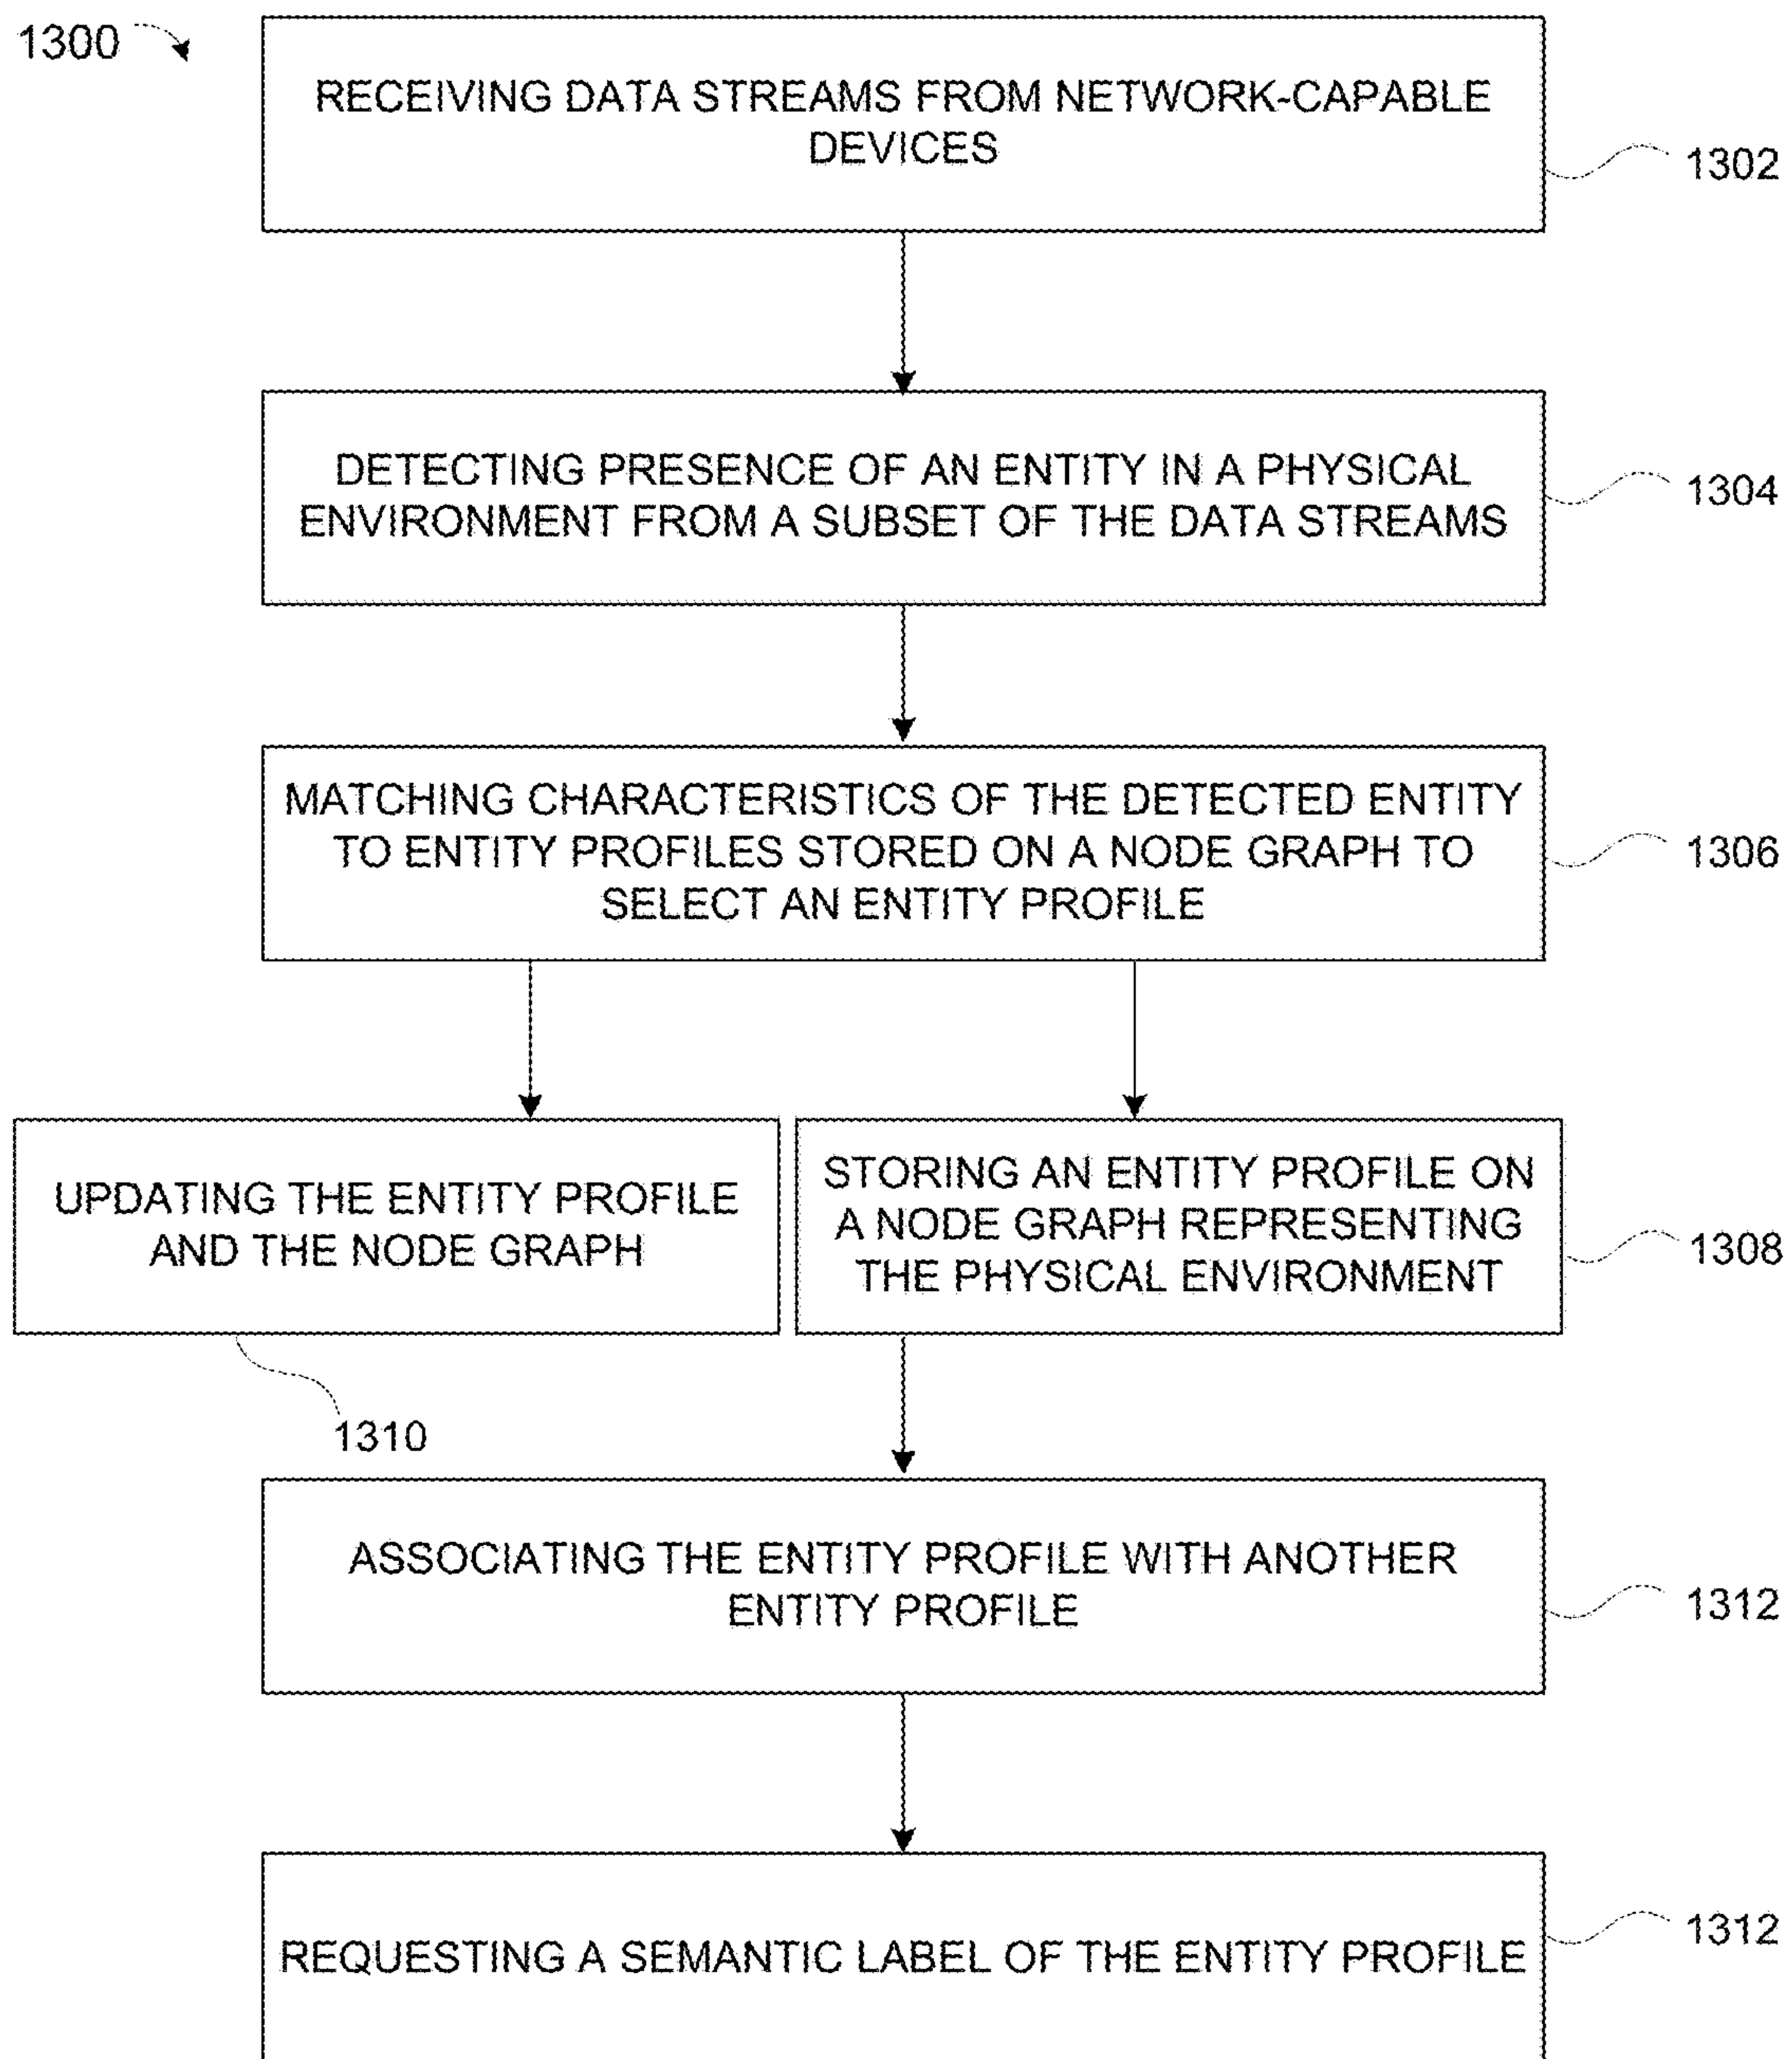 1300
RECEIVING DATA STREAMS FROM NETWORK-CAPABLE
DEVICES
1302
DETECTING PRESENCE OF AN ENTITY IN A PHYSICAL
ENVIRONMENT FROM A SUBSET OF THE DATA STREAMS
1304
MATCHING CHARACTERISTICS OF THE DETECTED ENTITY
TO ENTITY PROFILES STORED ON A NODE GRAPH TO
SELECT AN ENTITY PROFILE
1306
UPDATING THE ENTITY PROFILE
AND THE NODE GRAPH
1310
STORING AN ENTITY PROFILE ON
A NODE GRAPH REPRESENTING
THE PHYSICAL ENVIRONMENT
1308
ASSOCIATING THE ENTITY PROFILE WITH ANOTHER
ENTITY PROFILE
1312
REQUESTING A SEMANTIC LABEL OF THE ENTITY PROFILE
1312